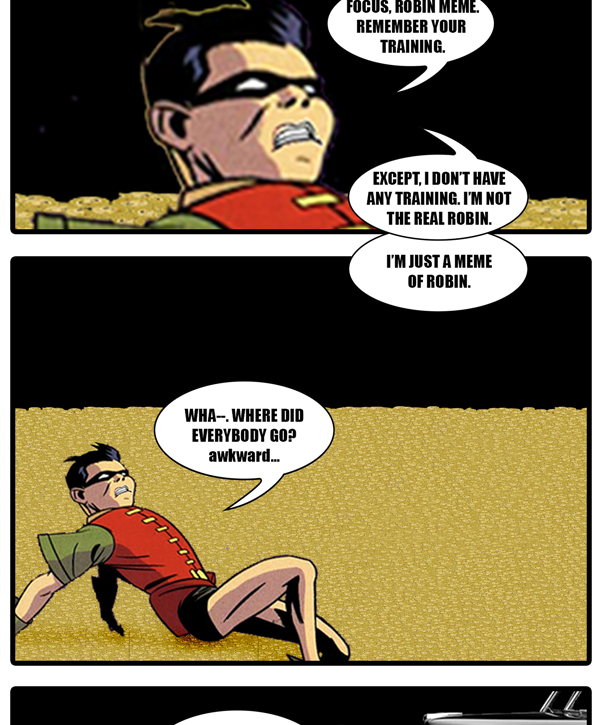 FOCUS, ROBIN MEME.
REMEMBER YOUR
TRAINING.
EXCEPT, I DON'T HAVE
ANY TRAINING. I'M NOT
THE REAL ROBIN.
I'M JUST A MEME
OF ROBIN.
WHA--. WHERE DID
EVERYBODY GO?
awkward...